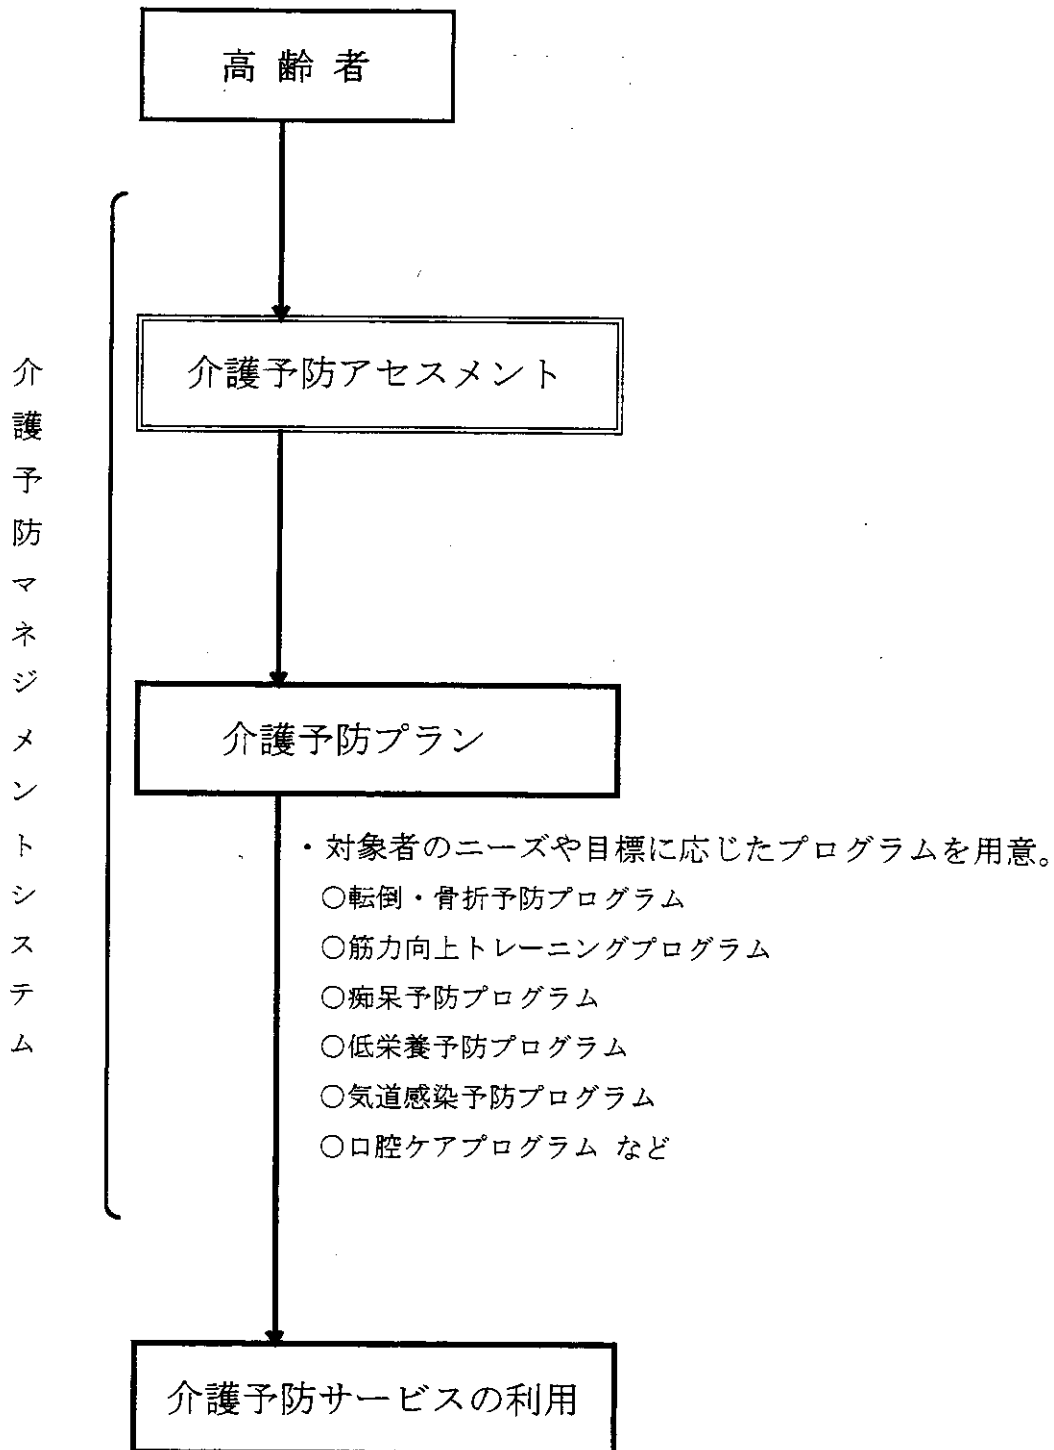 高齢者
介護予防マネジメントシステム
介護予防アセスメント
介護予防プラン
・対象者のニーズや目標に応じたプログラムを用意。
○転倒・骨折予防プログラム
○筋力向上トレーニングプログラム
○痴呆予防プログラム
○低栄養予防プログラム
○気道感染予防プログラム
○口腔ケアプログラム など
介護予防サービスの利用